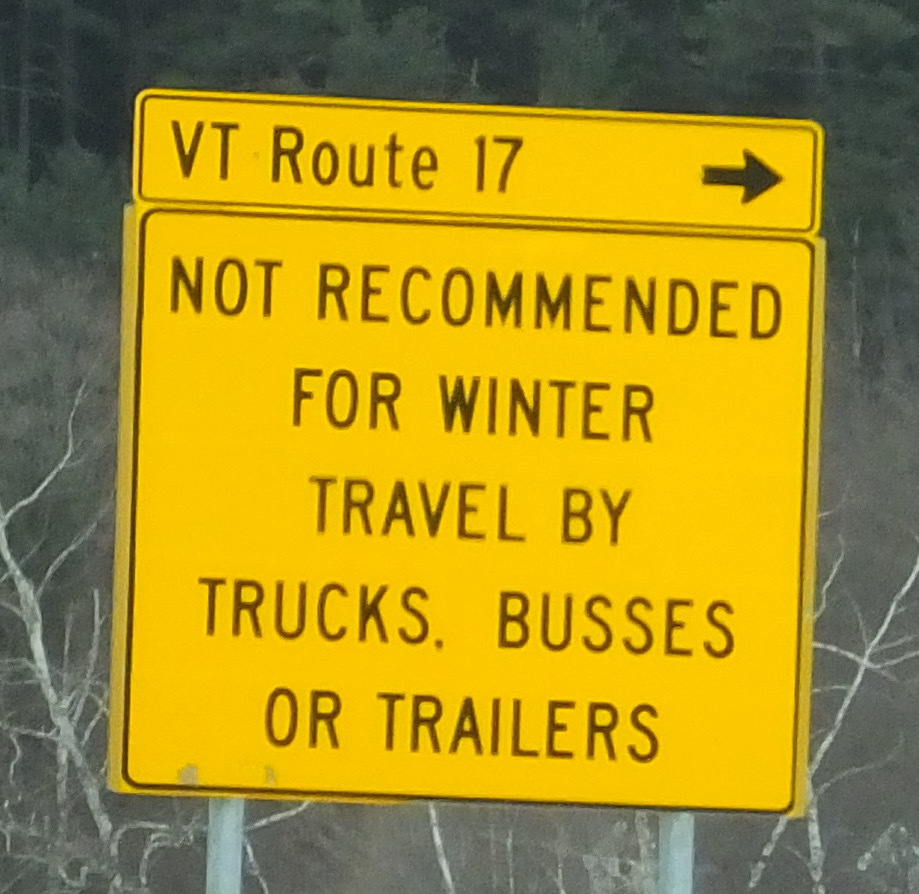 VT Route 17
NOT RECOMMENDED
FOR WINTER
TRAVEL BY
TRUCKS. BUSSES
OR TRAILERS